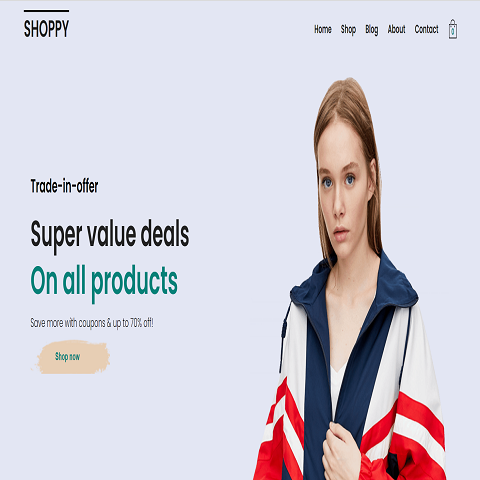 SHOPPY
Home Shop Blog About Contact
0
Trade-in-offer
Super value deals
On all products
Save more with coupons & up to 70% off!
Shop now